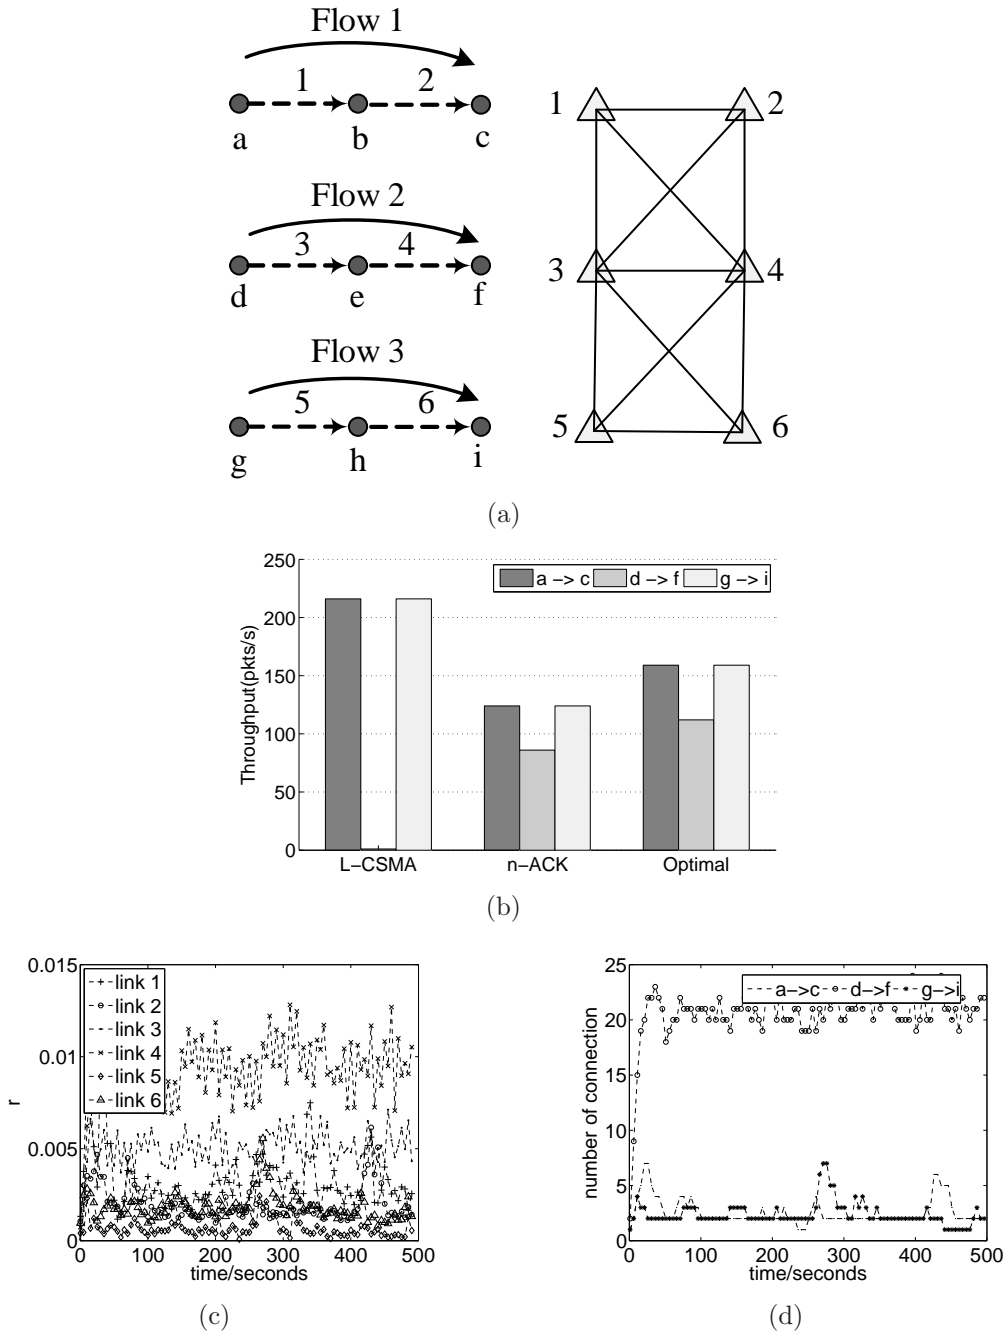 Flow 1
1 2
a b c
Flow 2
3 4
d e f
Flow 3
5 6
g h i
1 2
3 4
5 6
(a)
250
200
150
100
50
0
Throughput(pkts/s)
a −> c d −> f g −> i
L−CSMA n−ACK Optimal
(b)
0.015
0.01
0.005
0
r
link 1
link 2
link 3
link 4
link 5
link 6
0 100 200 300 400 500
time/seconds
(c)
25
20
15
10
5
0
number of connection
a−>c d−>f g−>i
0 100 200 300 400 500
time/seconds
(d)